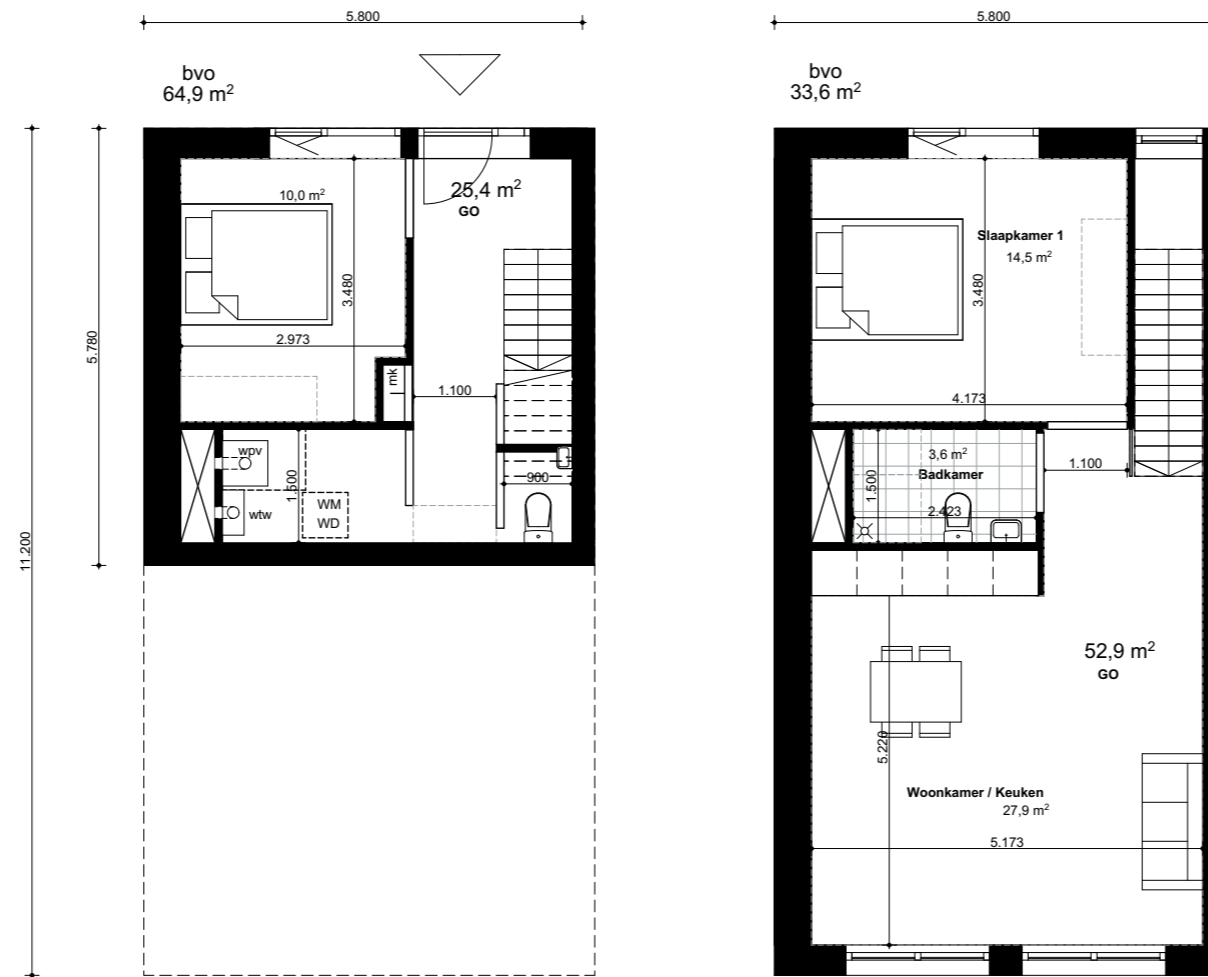 5.800
bvo
64,9 m²
11.200
5.780
10,0 m²
25,4 m²
GO
3.480
2.973
mk
1.100
wpv
wtw
1.500
WM
WD
900
5.800
bvo
33,6 m²
Slaapkamer 1
14,5 m²
3.480
4.173
3,6 m²
Badkamer
1.500
2.423
1.100
52,9 m²
GO
5.220
Woonkamer / Keuken
27,9 m²
5.173